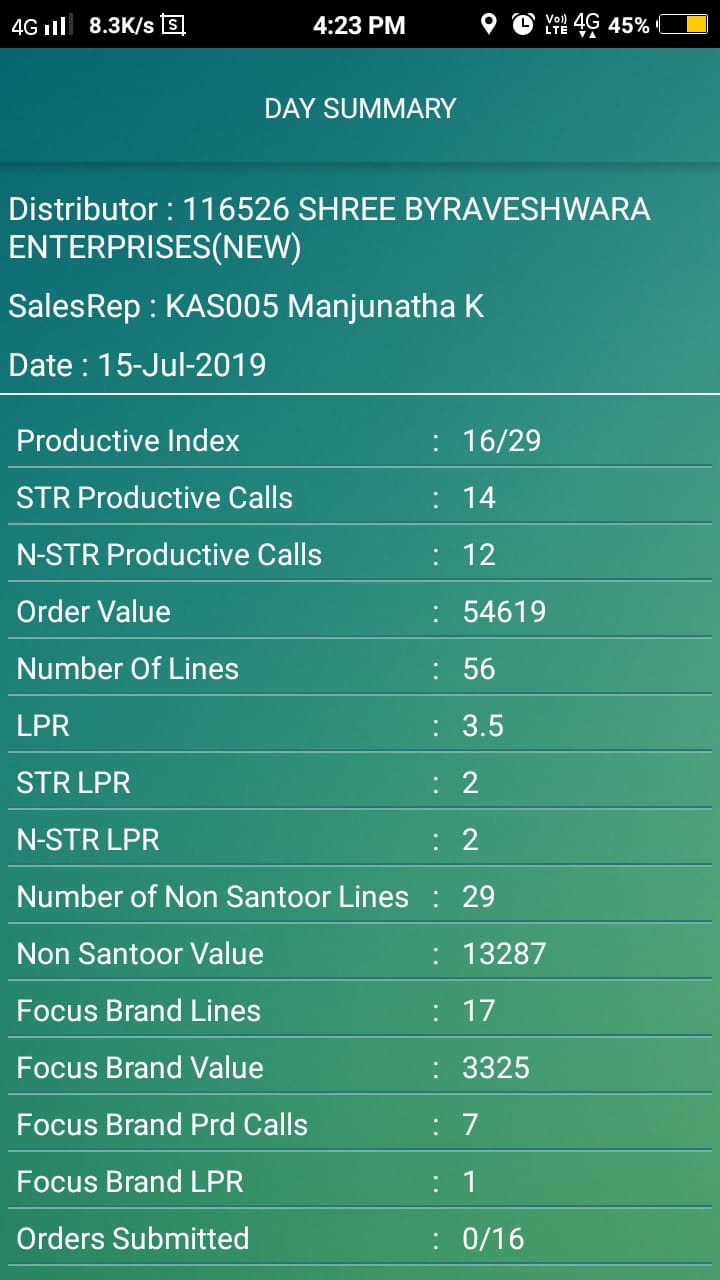 4G 8.3K/s S 4:23 PM Vo)) LTE 4G 45%
DAY SUMMARY
Distributor : 116526 SHREE BYRAVESHWARA
ENTERPRISES(NEW)
SalesRep : KAS005 Manjunatha K
Date : 15-Jul-2019
Productive Index : 16/29
STR Productive Calls : 14
N-STR Productive Calls : 12
Order Value : 54619
Number Of Lines : 56
LPR : 3.5
STR LPR : 2
N-STR LPR : 2
Number of Non Santoor Lines : 29
Non Santoor Value : 13287
Focus Brand Lines : 17
Focus Brand Value : 3325
Focus Brand Prd Calls : 7
Focus Brand LPR : 1
Orders Submitted : 0/16